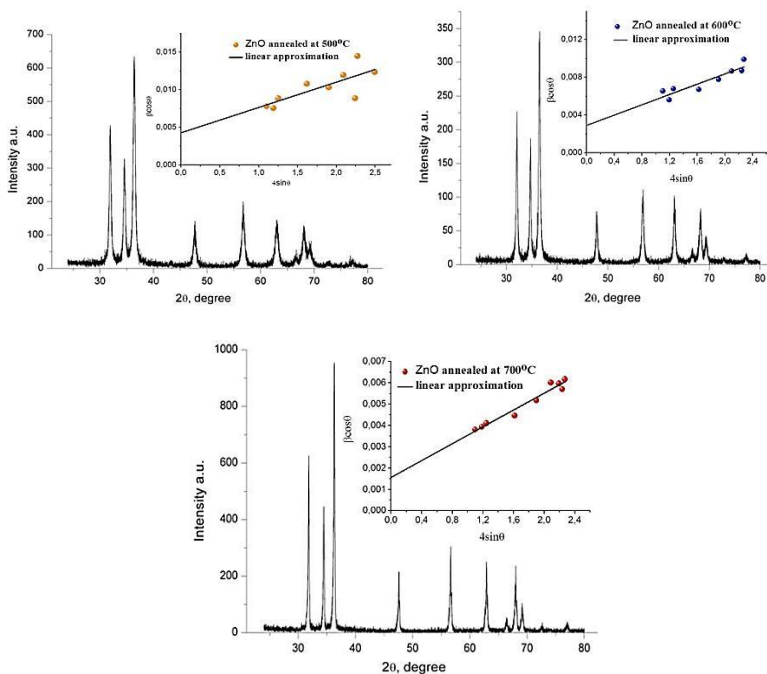 700
600
500
400
300
200
100
0
Intensity a.u.
30 40 50 60 70 80
2θ, degree
ZnO annealed at 500°C
linear approximation
0,015
0,010
0,005
0,000
βcosθ
0,0 0,5 1,0 1,5 2,0 2,5
4sinθ
350
300
250
200
150
100
50
0
Intensity a.u.
30 40 50 60 70 80
2θ, degree
ZnO annealed at 600°C
linear approximation
0,012
0,008
0,004
0,000
βcosθ
0,0 0,4 0,8 1,2 1,6 2,0 2,4
4sinθ
1000
800
600
400
200
0
Intensity a.u.
30 40 50 60 70 80
2θ, degree
ZnO annealed at 700°C
linear approximation
0,007
0,006
0,005
0,004
0,003
0,002
0,001
0,000
βcosθ
0,0 0,4 0,8 1,2 1,6 2,0 2,4
4sinθ